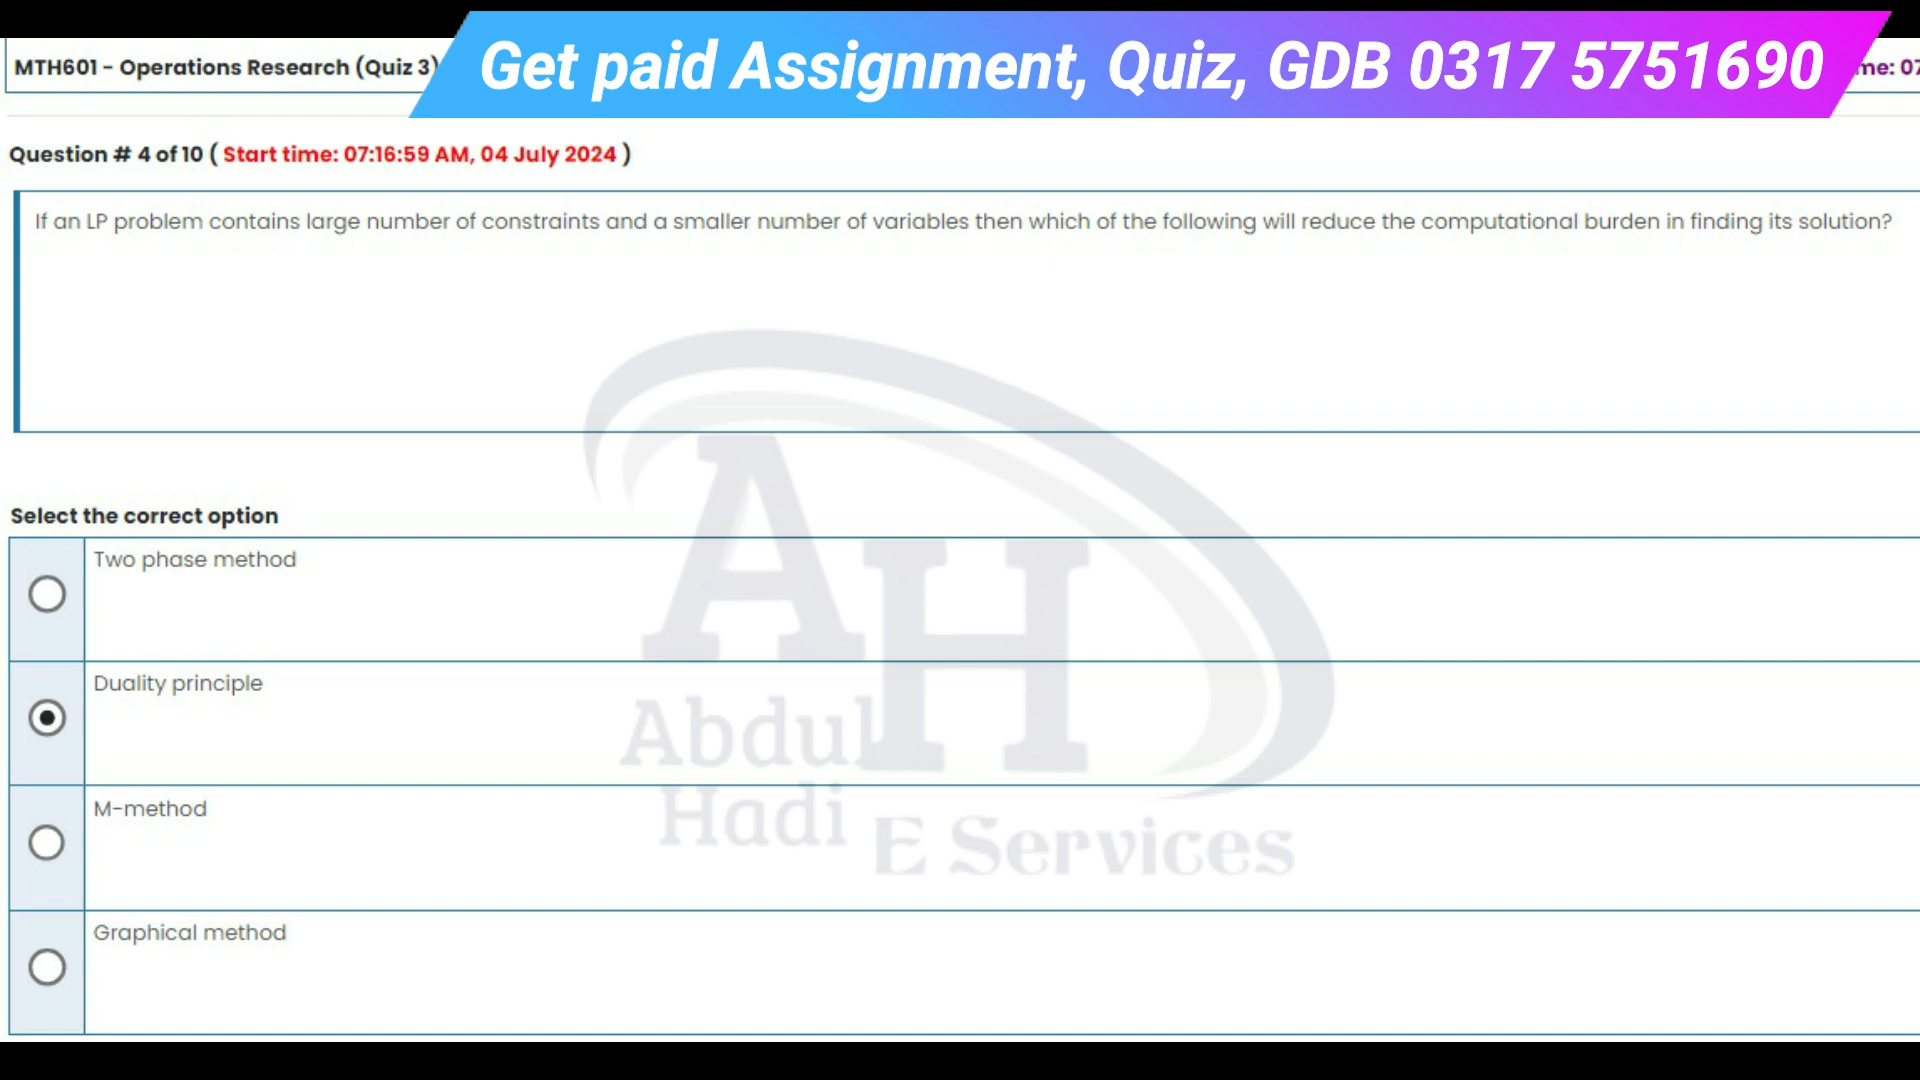 MTH601 - Operations Research (Quiz 3)
Get paid Assignment, Quiz, GDB 0317 5751690
me: 07
Question # 4 of 10 ( Start time: 07:16:59 AM, 04 July 2024 )
If an LP problem contains large number of constraints and a smaller number of variables then which of the following will reduce the computational burden in finding its solution?
Select the correct option
Two phase method
Duality principle
M-method
Graphical method
AH
Abdul
Hadi
E Services